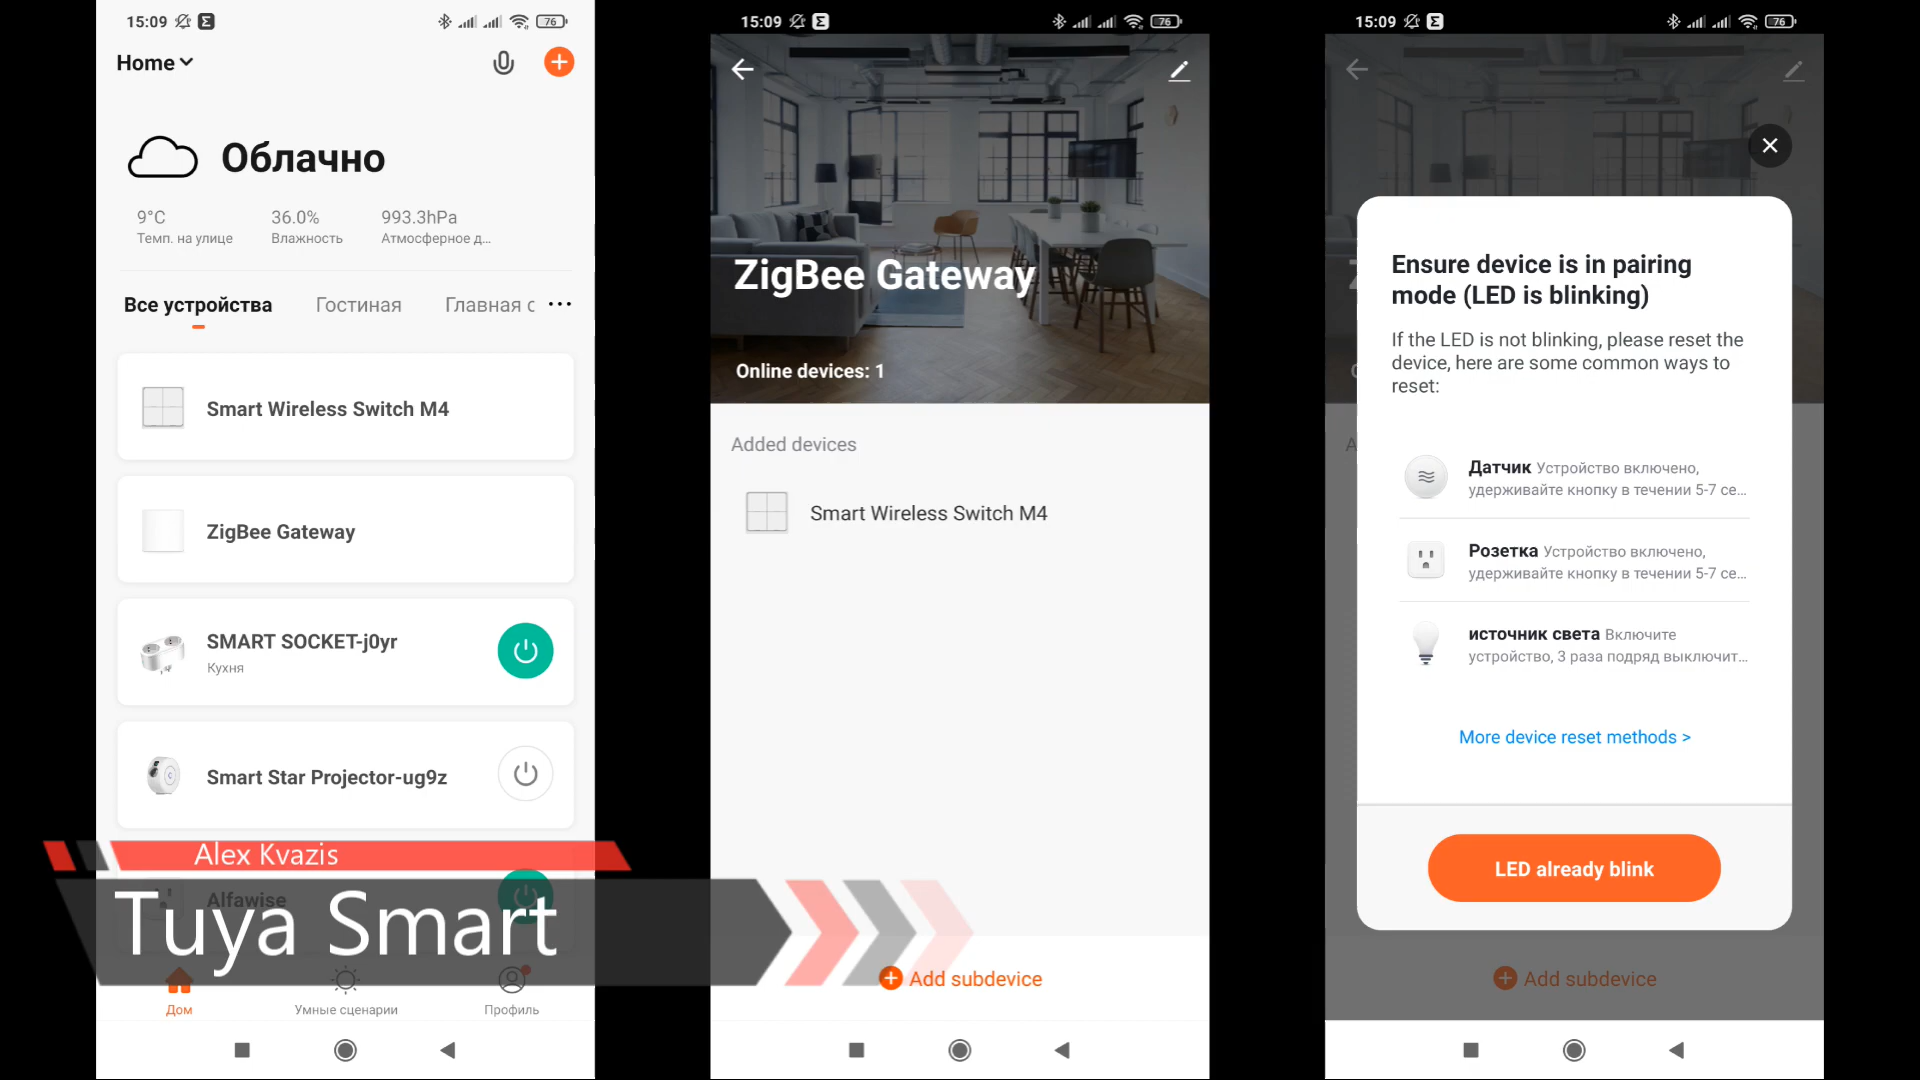 15:09
76
Home
Облачно
9°C
36.0%
993.3hPa
Темп. на улице
Влажность
Атмосферное д...
Все устройства
Гостиная
Главная с
Smart Wireless Switch M4
ZigBee Gateway
SMART SOCKET-j0yr
Кухня
Smart Star Projector-ug9z
Alex Kvazis
Alfawise
Tuya Smart
Дом
Умные сценарии
Профиль
15:09
76
ZigBee Gateway
Online devices: 1
Added devices
Smart Wireless Switch M4
Add subdevice
15:09
76
Ensure device is in pairing
mode (LED is blinking)
If the LED is not blinking, please reset the
device, here are some common ways to
reset:
Датчик Устройство включено,
удерживайте кнопку в течении 5-7 се...
Розетка Устройство включено,
удерживайте кнопку в течении 5-7 се...
источник света Включите
устройство, 3 раза подряд выключит...
More device reset methods >
LED already blink
Add subdevice